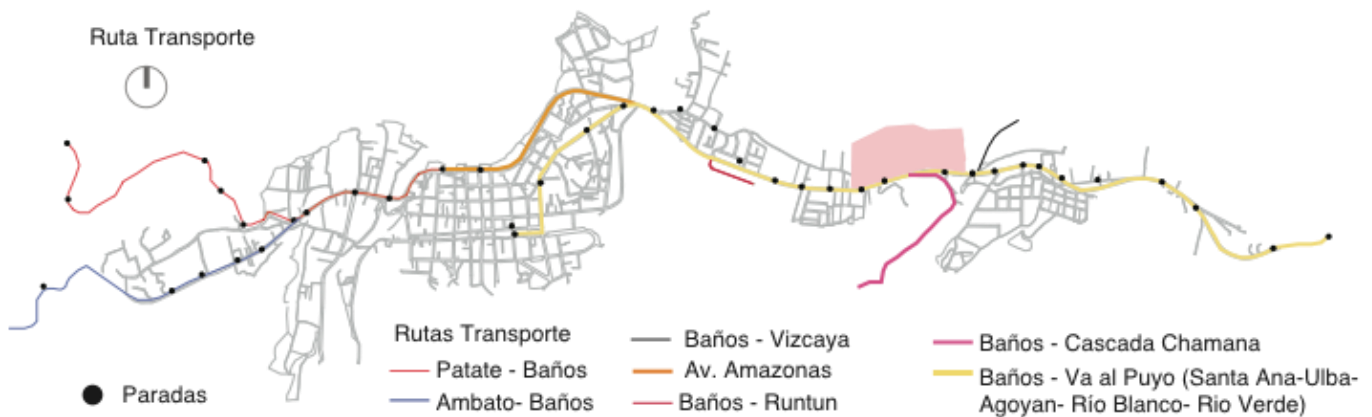 Ruta Transporte
Rutas Transporte
Paradas
Patate - Baños
Ambato- Baños
Baños - Vizcaya
Av. Amazonas
Baños - Runtun
Baños - Cascada Chamana
Baños - Va al Puyo (Santa Ana-Ulba-
Agoyan- Río Blanco- Rio Verde)